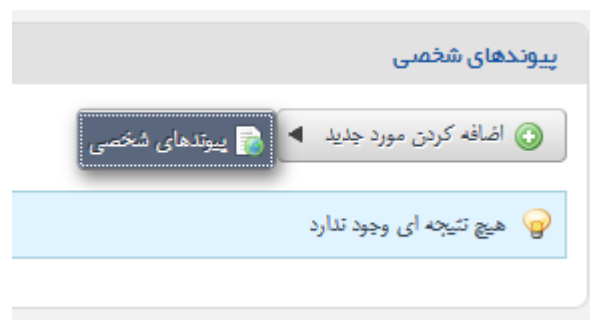 پیوندهای شخصی
اضافه کردن مورد جدید
پیوندهای شخصی
هیچ نتیجه ای وجود ندارد